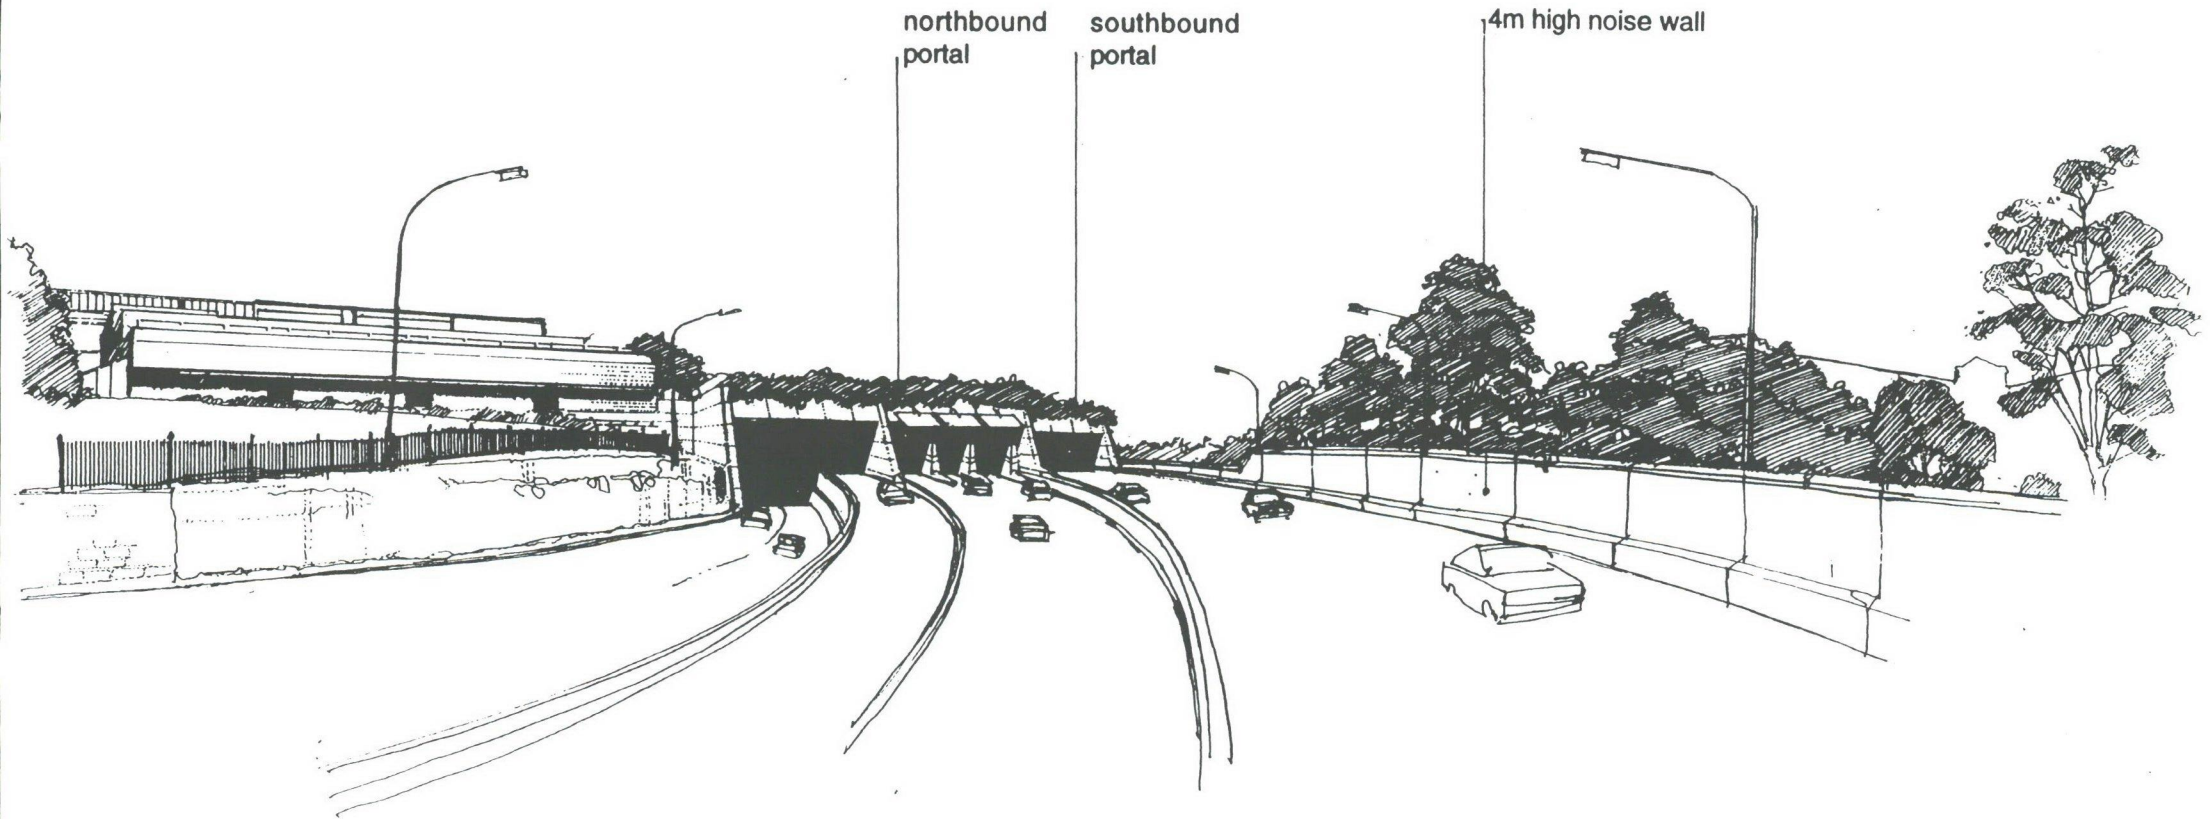 northbound
portal
southbound
portal
4m high noise wall